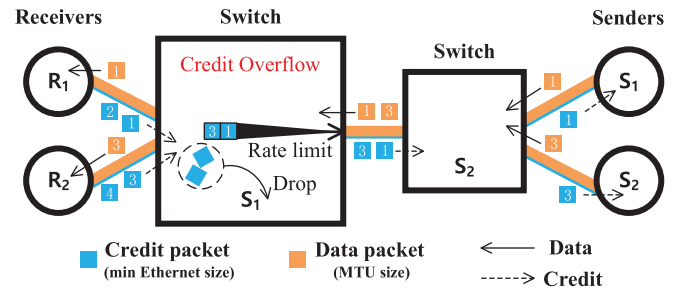 Receivers
Switch
Senders
Switch
Credit Overflow
R1
1
2
1
3 1
Rate limit
1 3
3 1
1
1
S1
R2
3
3
4
Drop
S1
S2
3
3
S2
Credit packet
(min Ethernet size)
Data packet
(MTU size)
Data
Credit